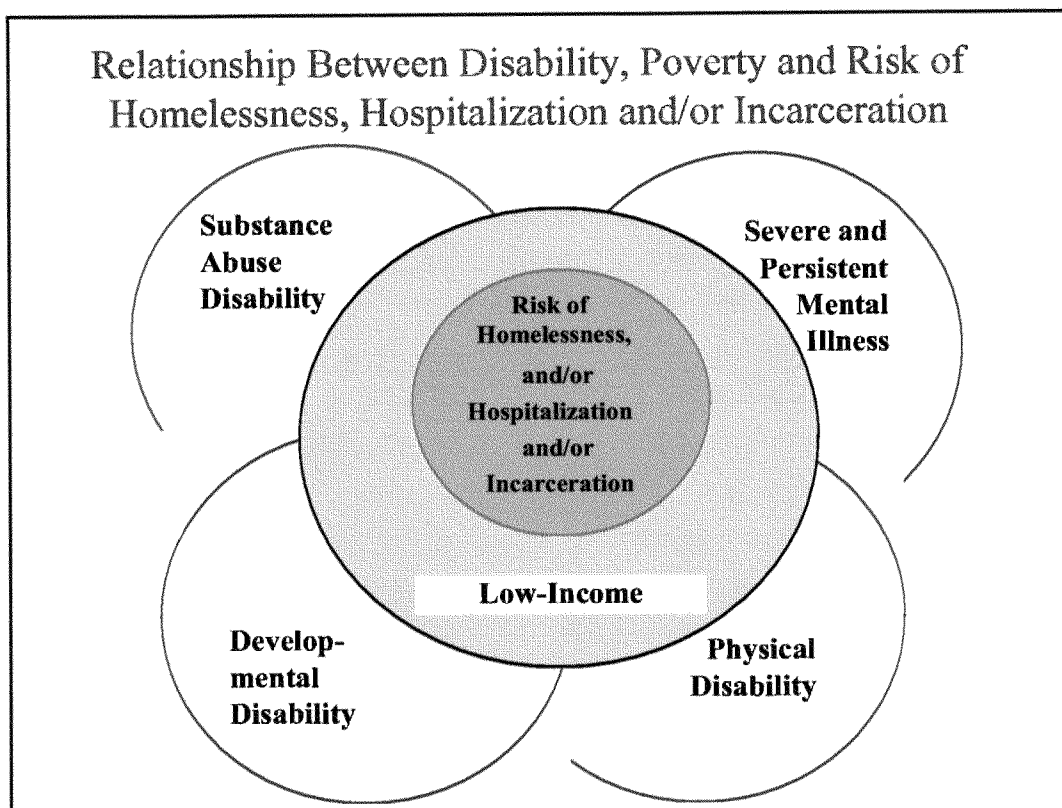 Relationship Between Disability, Poverty and Risk of
Homelessness, Hospitalization and/or Incarceration
Substance
Abuse
Disability
Severe and
Persistent
Mental
Illness
Risk of
Homelessness,
and/or
Hospitalization
and/or
Incarceration
Low-Income
Develop-
mental
Disability
Physical
Disability